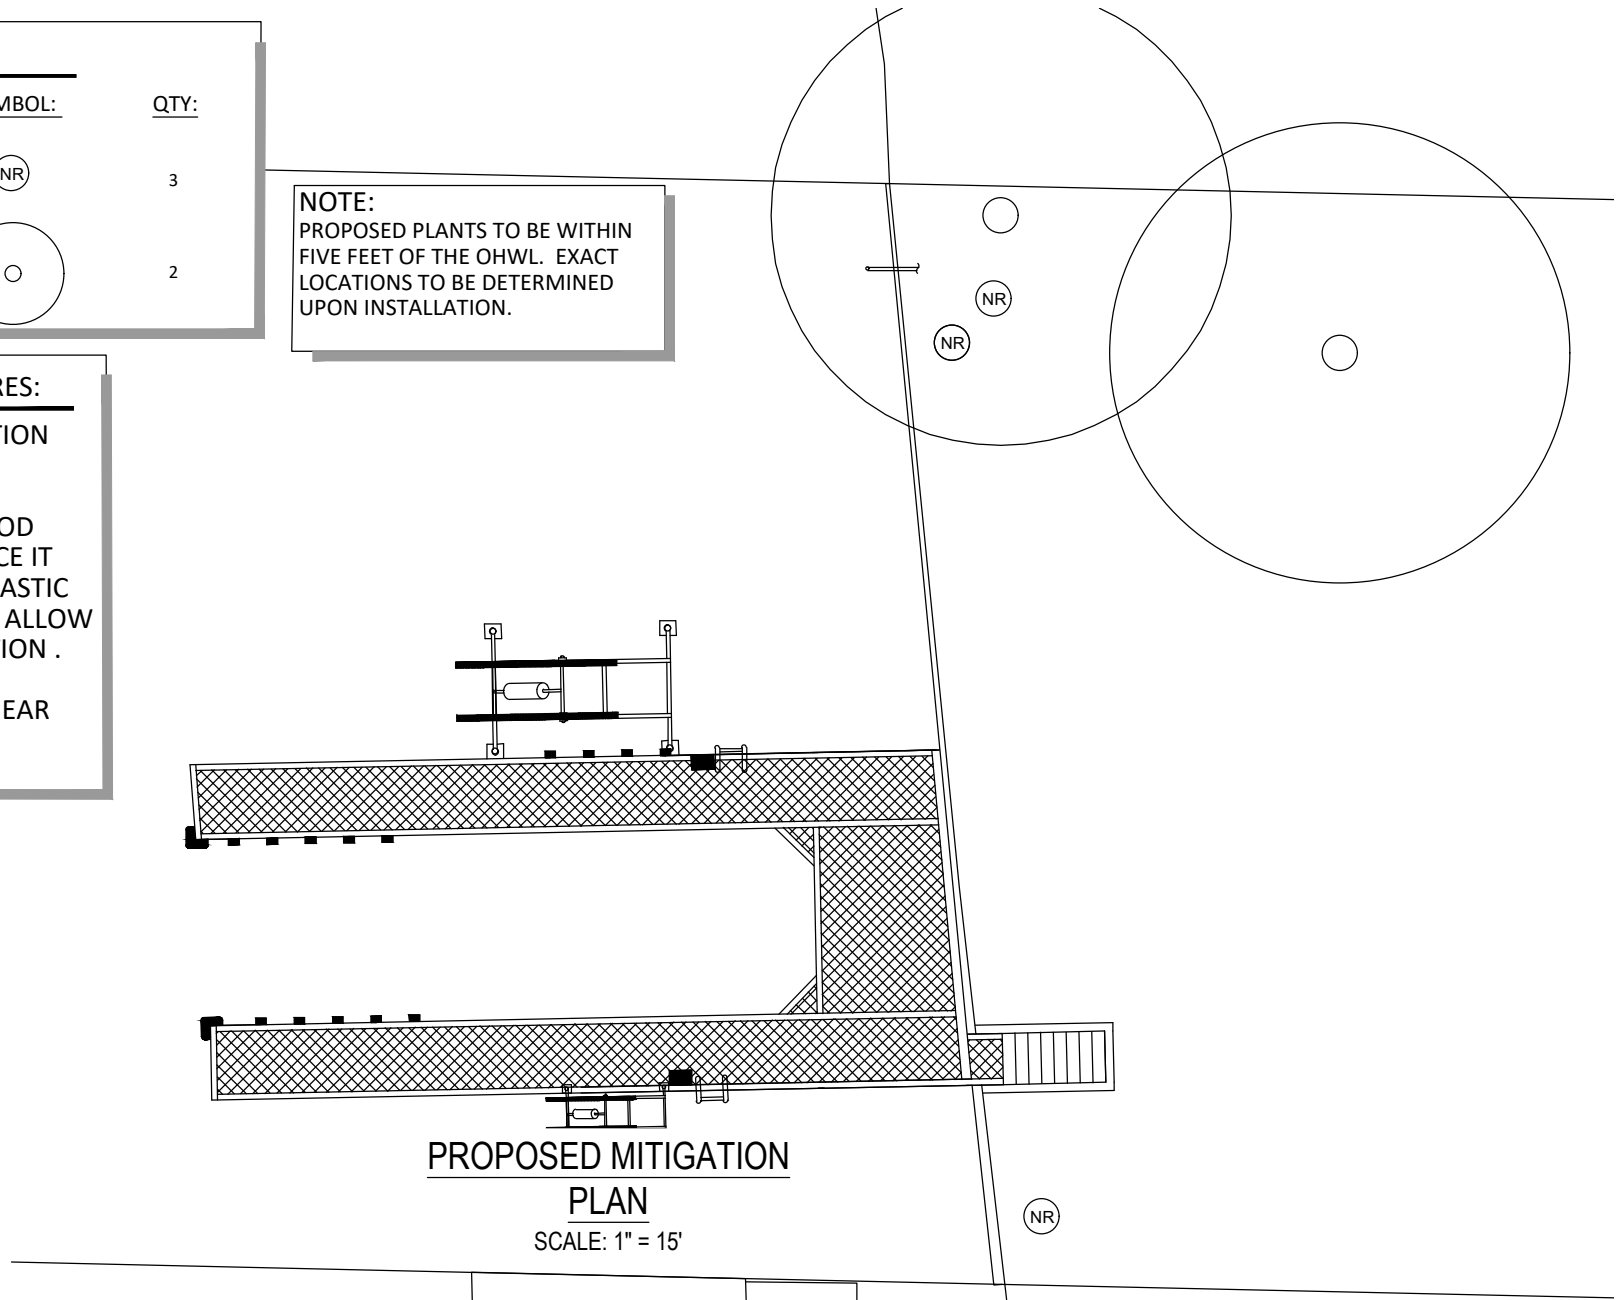 MBOL: QTY:
NR 3
2
NOTE:
PROPOSED PLANTS TO BE WITHIN
FIVE FEET OF THE OHWL. EXACT
LOCATIONS TO BE DETERMINED
UPON INSTALLATION.
RES:
TION
OD
CE IT
ASTIC
ALLOW
TION .
EAR
NR
NR
PROPOSED MITIGATION
PLAN
SCALE: 1" = 15'
NR